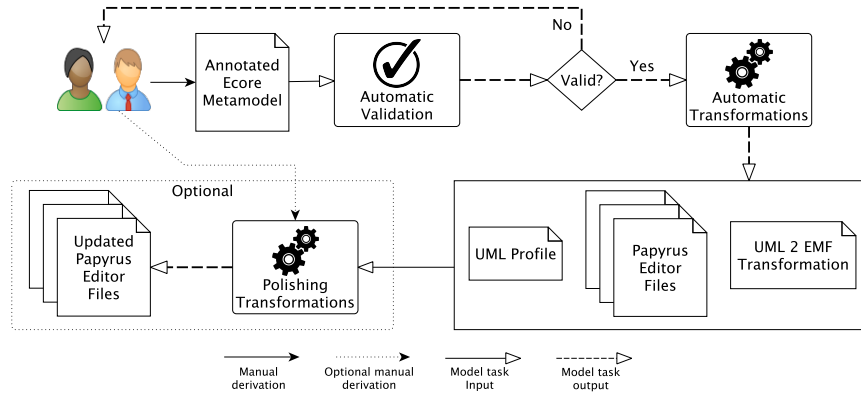 No
Annotated
Ecore
Metamodel
Automatic
Validation
Valid?
Yes
Automatic
Transformations
Optional
Updated
Papyrus
Editor
Files
Polishing
Transformations
UML Profile
Papyrus
Editor
Files
UML 2 EMF
Transformation
Manual
derivation
Optional manual
derivation
Model task
Input
Model task
output